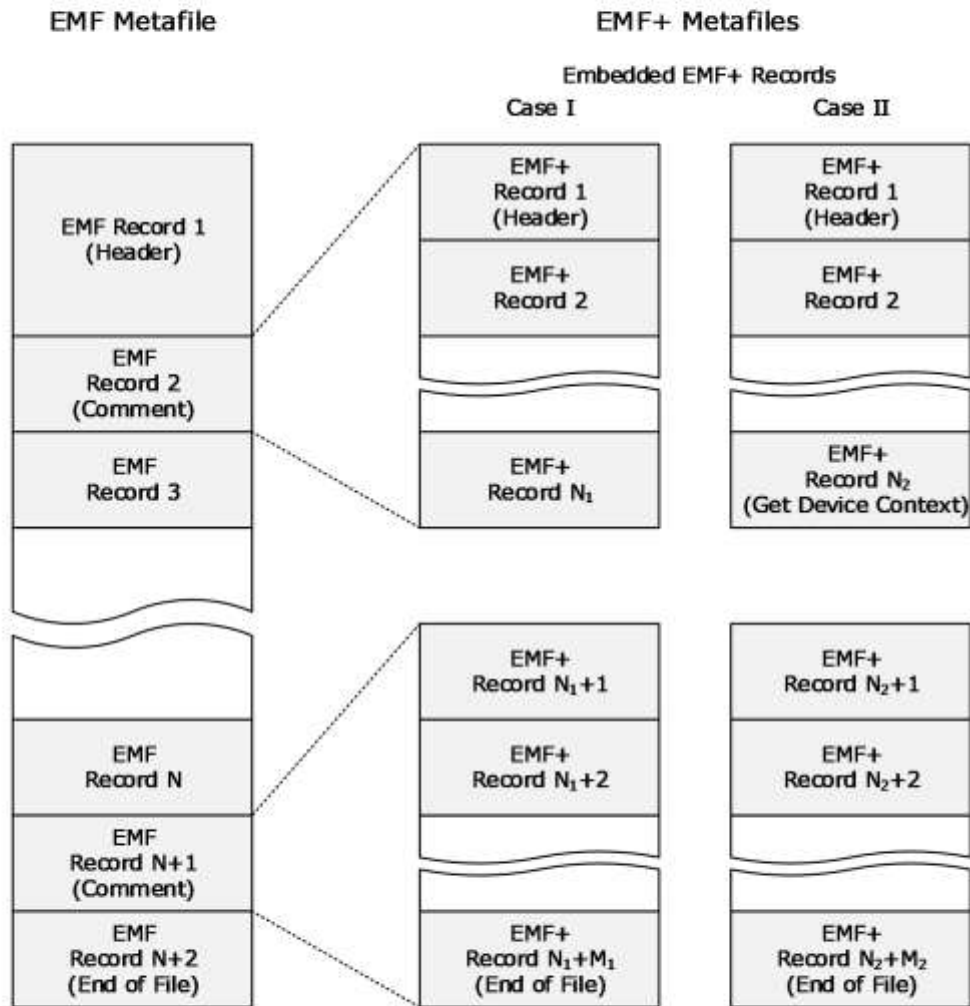 EMF Metafile
EMF+ Metafiles
Embedded EMF+ Records
Case I
Case II
EMF Record 1
(Header)
EMF
Record 2
(Comment)
EMF
Record 3
EMF
Record N
EMF
Record N+1
(Comment)
EMF
Record N+2
(End of File)
EMF+
Record 1
(Header)
EMF+
Record 2
EMF+
Record N₁
EMF+
Record N₁+1
EMF+
Record N₁+2
EMF+
Record N₁+M₁
(End of File)
EMF+
Record 1
(Header)
EMF+
Record 2
EMF+
Record N₂
(Get Device Context)
EMF+
Record N₂+1
EMF+
Record N₂+2
EMF+
Record N₂+M₂
(End of File)